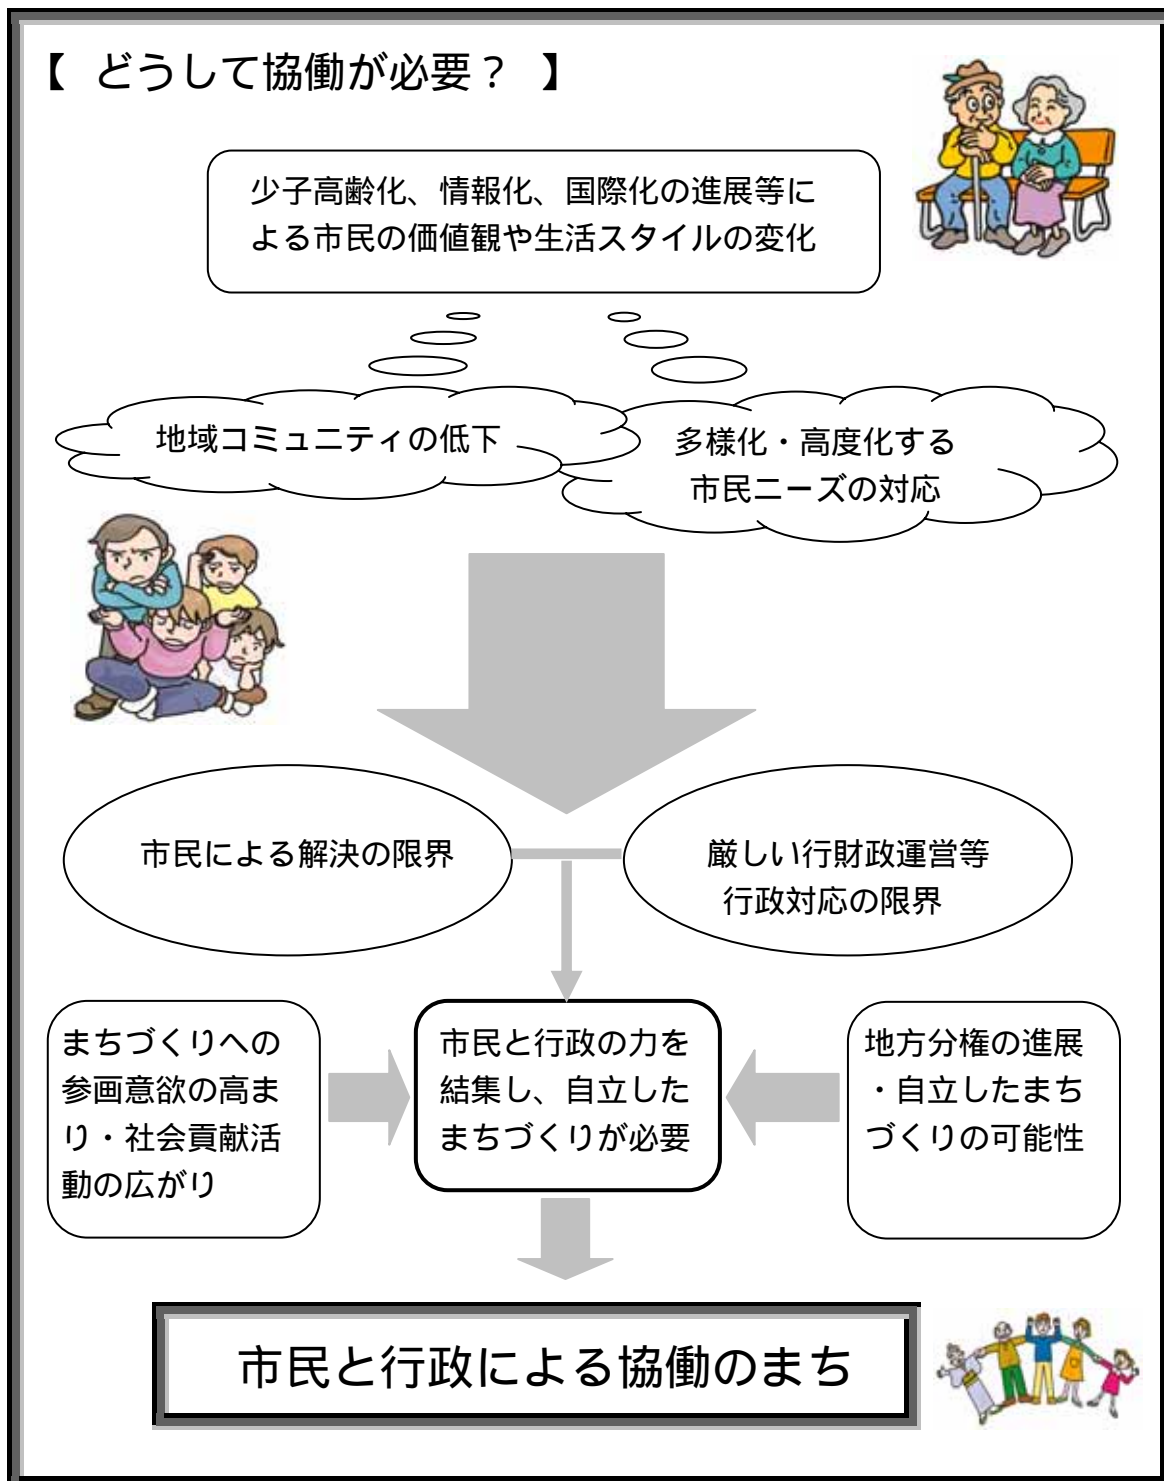 【 どうして協働が必要？ 】
少子高齢化、情報化、国際化の進展等に
よる市民の価値観や生活スタイルの変化
地域コミュニティの低下
多様化・高度化する
市民ニーズの対応
市民による解決の限界
厳しい行財政運営等
行政対応の限界
まちづくりへの
参画意欲の高ま
り・社会貢献活
動の広がり
市民と行政の力を
結集し、自立した
まちづくりが必要
地方分権の進展
・自立したまち
づくりの可能性
市民と行政による協働のまち